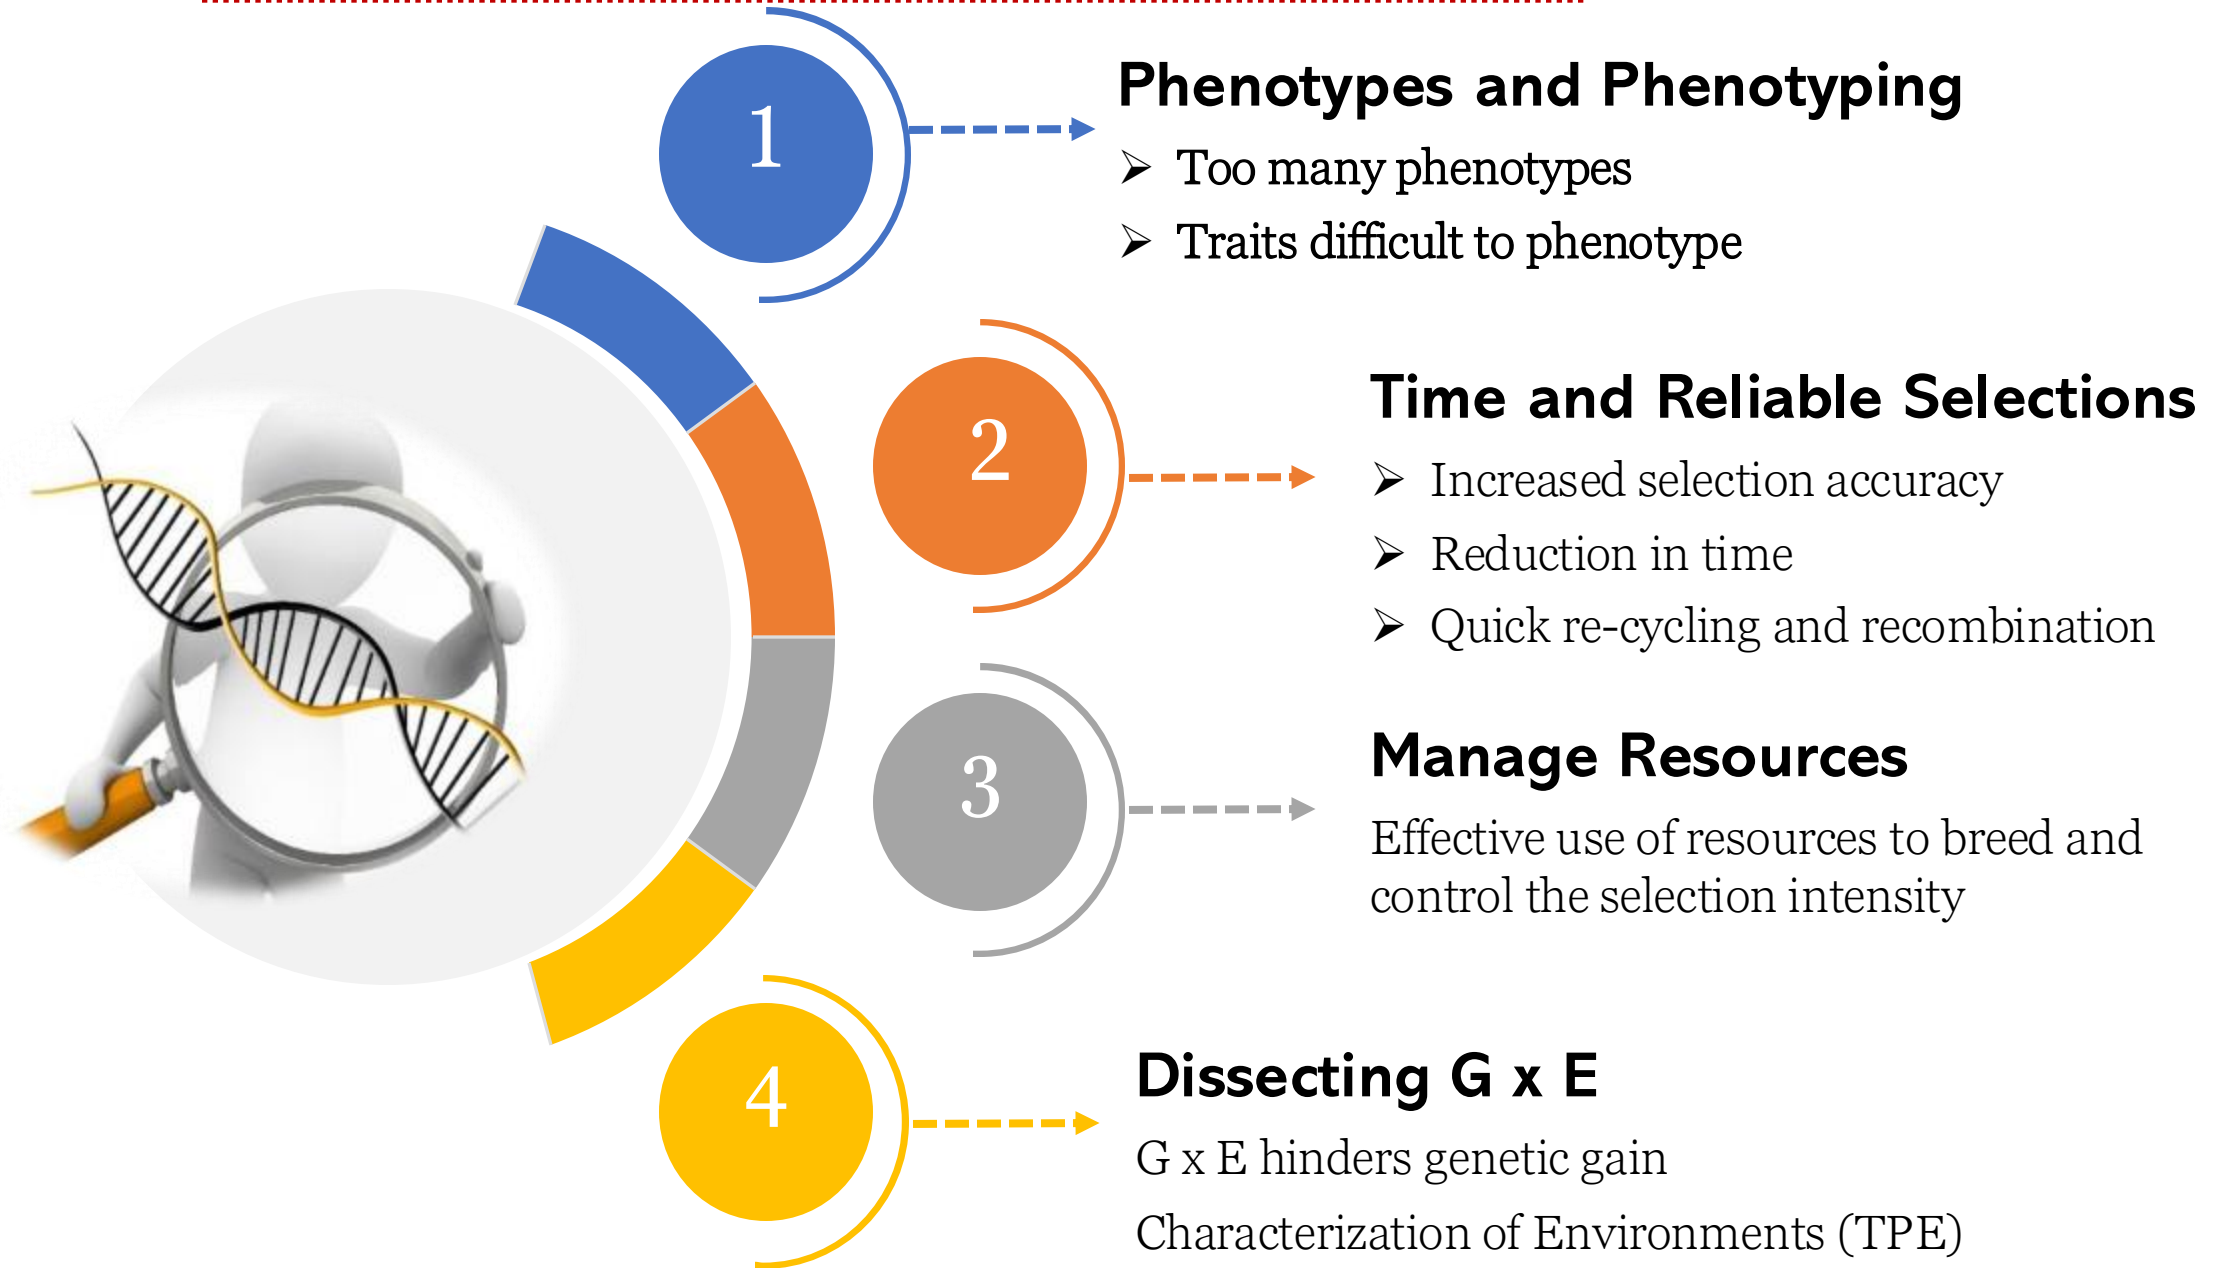 1
Phenotypes and Phenotyping
➢ Too many phenotypes
➢ Traits difficult to phenotype
2
Time and Reliable Selections
➢ Increased selection accuracy
➢ Reduction in time
➢ Quick re-cycling and recombination
3
Manage Resources
Effective use of resources to breed and
control the selection intensity
4
Dissecting G x E
G x E hinders genetic gain
Characterization of Environments (TPE)